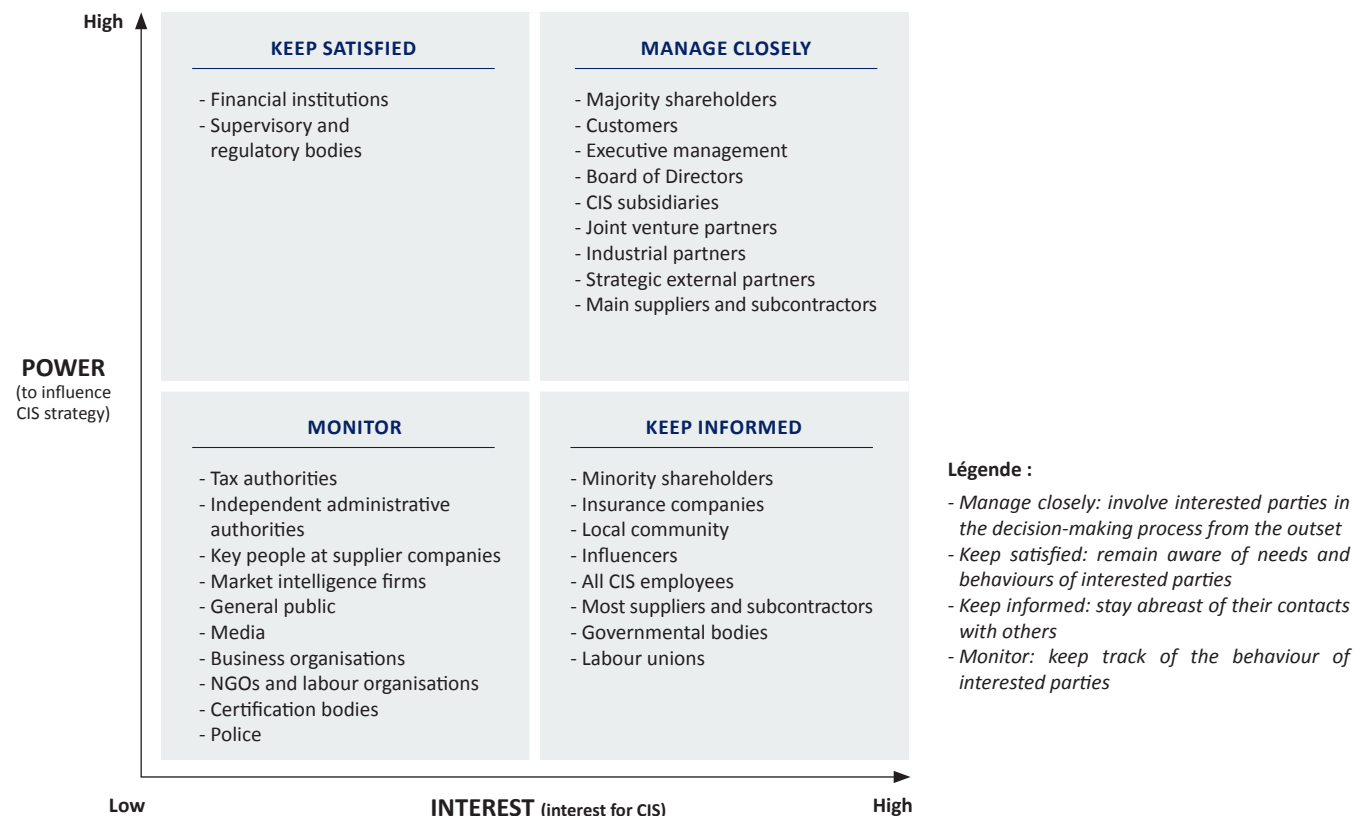 High
KEEP SATISFIED
- Financial institutions
- Supervisory and
regulatory bodies
MANAGE CLOSELY
- Majority shareholders
- Customers
- Executive management
- Board of Directors
- CIS subsidiaries
- Joint venture partners
- Industrial partners
- Strategic external partners
- Main suppliers and subcontractors
POWER
(to influence
CIS strategy)
MONITOR
- Tax authorities
- Independent administrative
authorities
- Key people at supplier companies
- Market intelligence firms
- General public
- Media
- Business organisations
- NGOs and labour organisations
- Certification bodies
- Police
KEEP INFORMED
- Minority shareholders
- Insurance companies
- Local community
- Influencers
- All CIS employees
- Most suppliers and subcontractors
- Governmental bodies
- Labour unions
Légende :
- Manage closely: involve interested parties in
the decision-making process from the outset
- Keep satisfied: remain aware of needs and
behaviours of interested parties
- Keep informed: stay abreast of their contacts
with others
- Monitor: keep track of the behaviour of
interested parties
Low
INTEREST (interest for CIS)
High